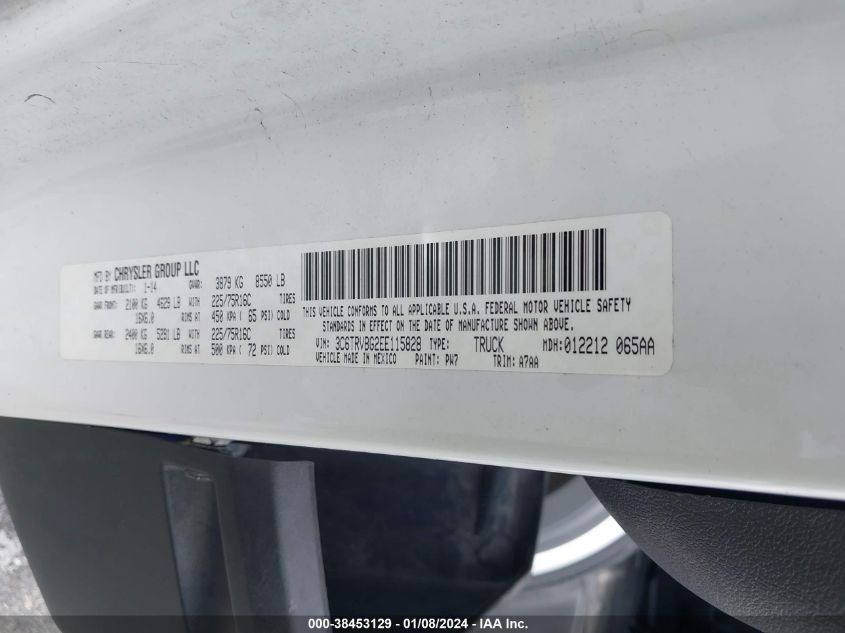 MFD BY CHRYSLER GROUP LLC
DATE OF MFR(BUILT): 1-14 GVWR: 3879 KG 8550 LB
GAWR FRONT: 2100 KG 4629 LB WITH 225/75R16C TIRES
16X6.0 RIMS AT 450 KPA ( 65 PSI) COLD
GAWR REAR: 2400 KG 5291 LB WITH 225/75R16C TIRES
16X6.0 RIMS AT 500 KPA ( 72 PSI) COLD
THIS VEHICLE CONFORMS TO ALL APPLICABLE U.S.A. FEDERAL MOTOR VEHICLE SAFETY
STANDARDS IN EFFECT ON THE DATE OF MANUFACTURE SHOWN ABOVE.
VIN: 3C6TRVBG2EE115828 TYPE: TRUCK MDH: 012212 065AA
VEHICLE MADE IN MEXICO PAINT: PW7 TRIM: A7AA
000-38453129 - 01/08/2024 - IAA Inc.